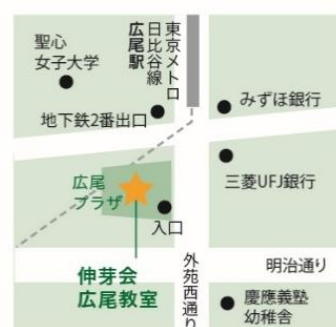 聖心
女子大学
東京メトロ
日比谷線
広尾駅
地下鉄2番出口
みずほ銀行
三菱UFJ銀行
広尾
プラザ
入口
伸芽会
広尾教室
外苑西通り
明治通り
慶應義塾
幼稚舎